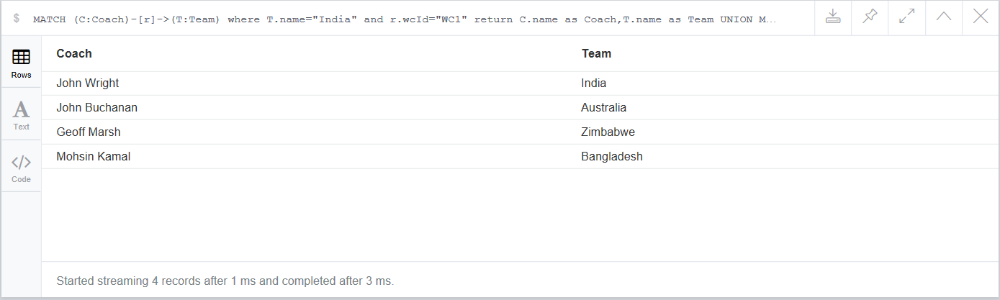 $ MATCH (C:Coach)-[r]->(T:Team) where T.name="India" and r.wcId="WC1" return C.name as Coach,T.name as Team UNION M…
Rows
Coach Team
John Wright India
John Buchanan Australia
A
Text
Geoff Marsh Zimbabwe
Mohsin Kamal Bangladesh
</>
Code
Started streaming 4 records after 1 ms and completed after 3 ms.